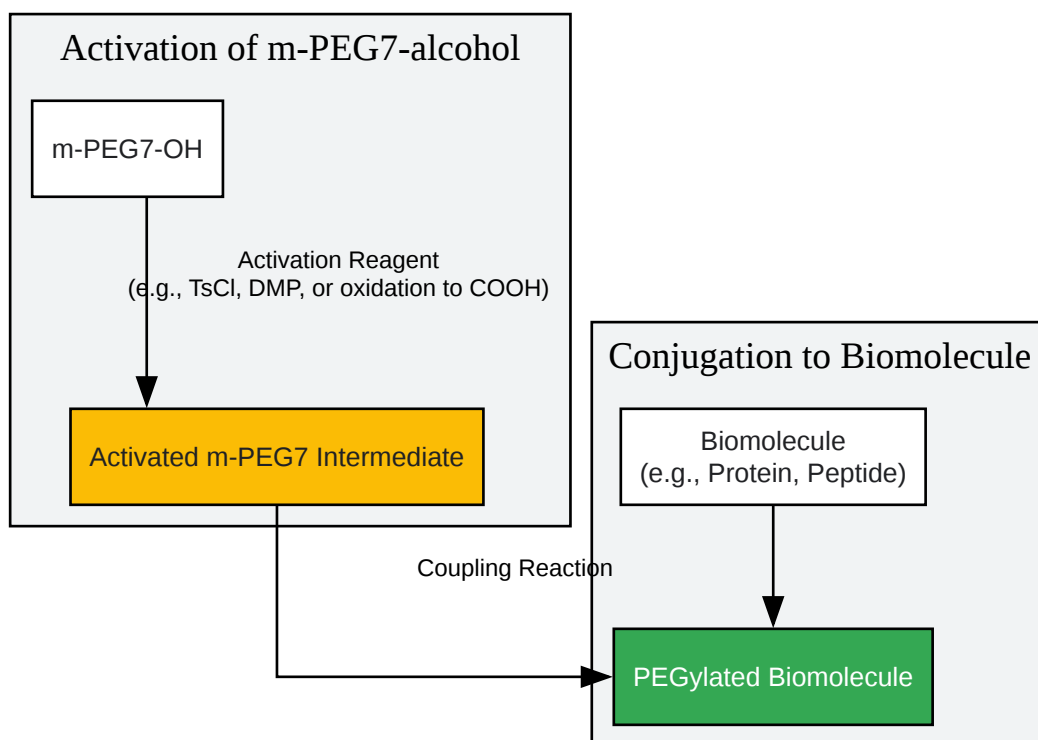 Activation of m-PEG7-alcohol
m-PEG7-OH
Activation Reagent
(e.g., TsCl, DMP, or oxidation to COOH)
Activated m-PEG7 Intermediate
Conjugation to Biomolecule
Biomolecule
(e.g., Protein, Peptide)
Coupling Reaction
PEGylated Biomolecule